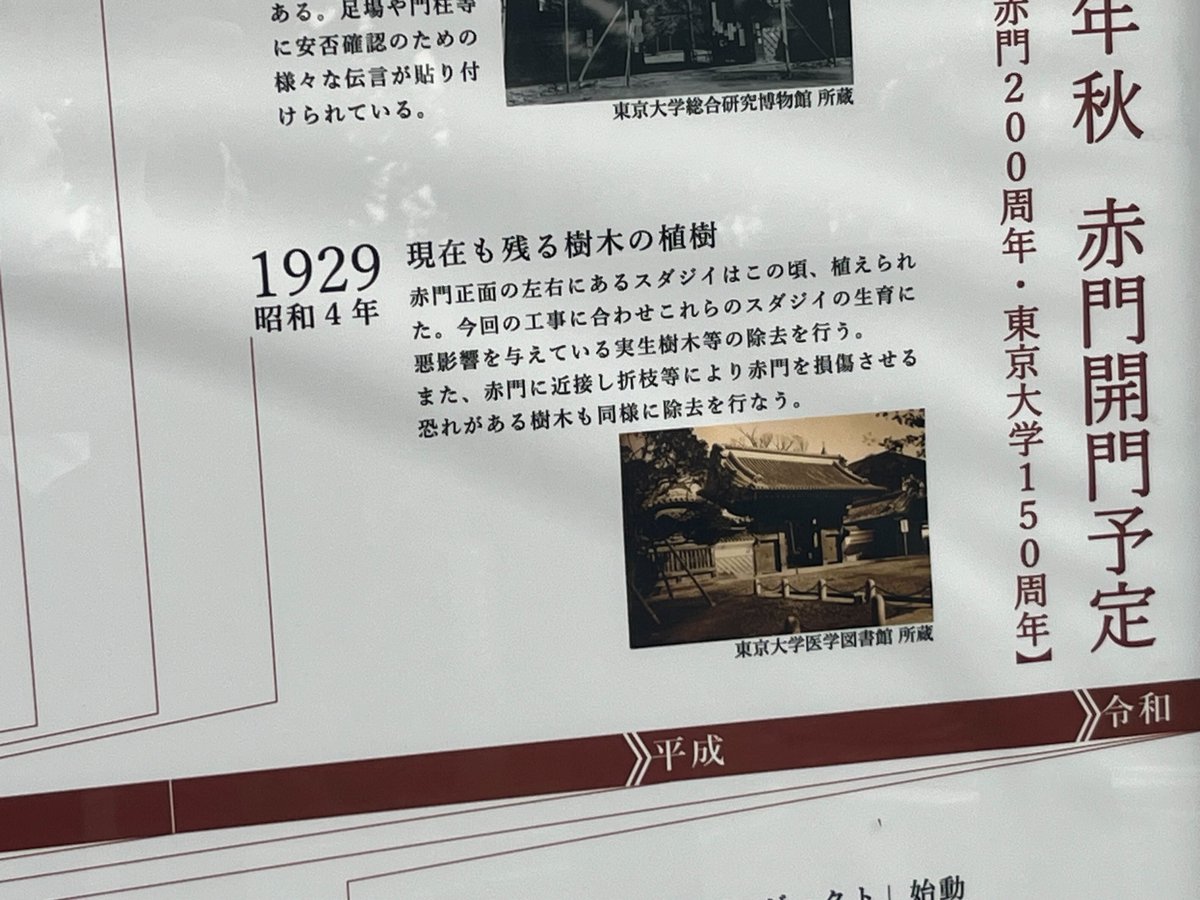 ある。足場や門柱等
に安否確認のための
様々な伝言が貼り付
けられている。
東京大学総合研究博物館 所蔵
年秋 赤門開門予定
赤門200周年・東京大学150周年】
1929
昭和4年
現在も残る樹木の植樹
赤門正面の左右にあるスダジイはこの頃、植えられ
た。今回の工事に合わせこれらのスダジイの生育に
悪影響を与えている実生樹木等の除去を行う。
また、赤門に近接し折枝等により赤門を損傷させる
恐れがある樹木も同様に除去を行なう。
東京大学医学図書館 所蔵
平成
令和
クト」始動